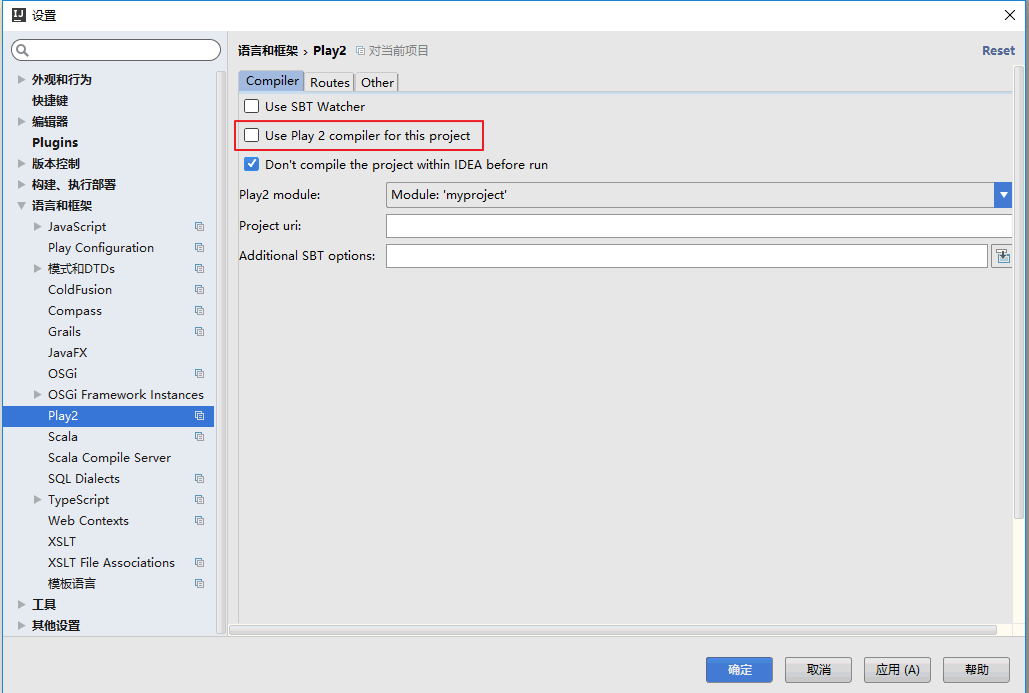 设置
语言和框架 › Play2 对当前项目 Reset
外观和行为
快捷键
编辑器
Plugins
版本控制
构建、执行部署
语言和框架
JavaScript
Play Configuration
模式和DTDs
ColdFusion
Compass
Grails
JavaFX
OSGi
OSGi Framework Instances
Play2
Scala
Scala Compile Server
SQL Dialects
TypeScript
Web Contexts
XSLT
XSLT File Associations
模板语言
工具
其他设置
Compiler Routes Other
Use SBT Watcher
Use Play 2 compiler for this project
Don't compile the project within IDEA before run
Play2 module: Module: 'myproject'
Project uri:
Additional SBT options:
确定 取消 应用 (A) 帮助